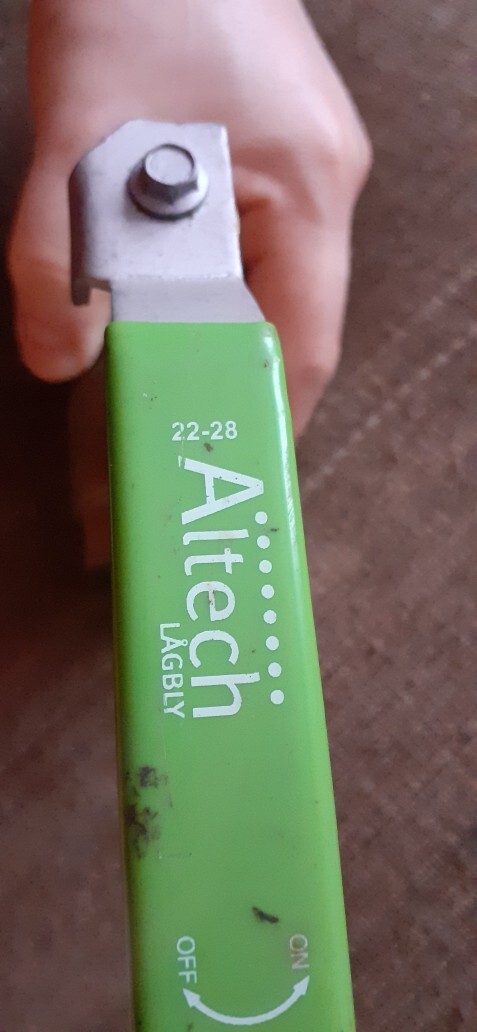 22-28
Altech
LÅGBLY
OFF
ON